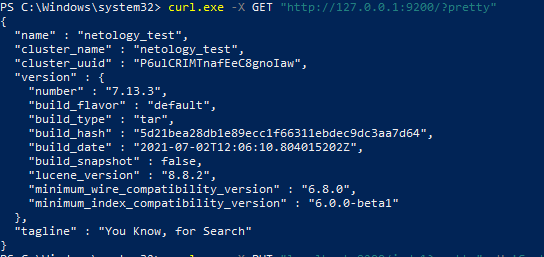 PS C:\Windows\system32> curl.exe -X GET "http://127.0.0.1:9200/?pretty"
{
  "name" : "netology_test",
  "cluster_name" : "netology_test",
  "cluster_uuid" : "P6ulCRIMTnafEeC8gnoIaw",
  "version" : {
    "number" : "7.13.3",
    "build_flavor" : "default",
    "build_type" : "tar",
    "build_hash" : "5d21bea28db1e89ecc1f66311ebdec9dc3aa7d64",
    "build_date" : "2021-07-02T12:06:10.804015202Z",
    "build_snapshot" : false,
    "lucene_version" : "8.8.2",
    "minimum_wire_compatibility_version" : "6.8.0",
    "minimum_index_compatibility_version" : "6.0.0-beta1"
  },
  "tagline" : "You Know, for Search"
}